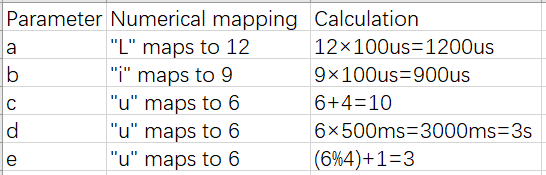 Parameter Numerical mapping Calculation
a "L" maps to 12 12×100us=1200us
b "i" maps to 9 9×100us=900us
c "u" maps to 6 6+4=10
d "u" maps to 6 6×500ms=3000ms=3s
e "u" maps to 6 (6%4)+1=3